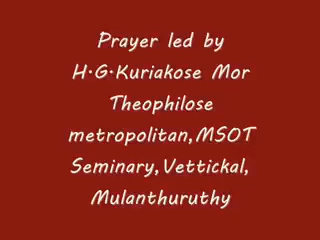 Prayer led by
H.G.Kuriakose Mor
Theophilose
metropolitan,MSOT
Seminary,Vettickal,
Mulanthuruthy